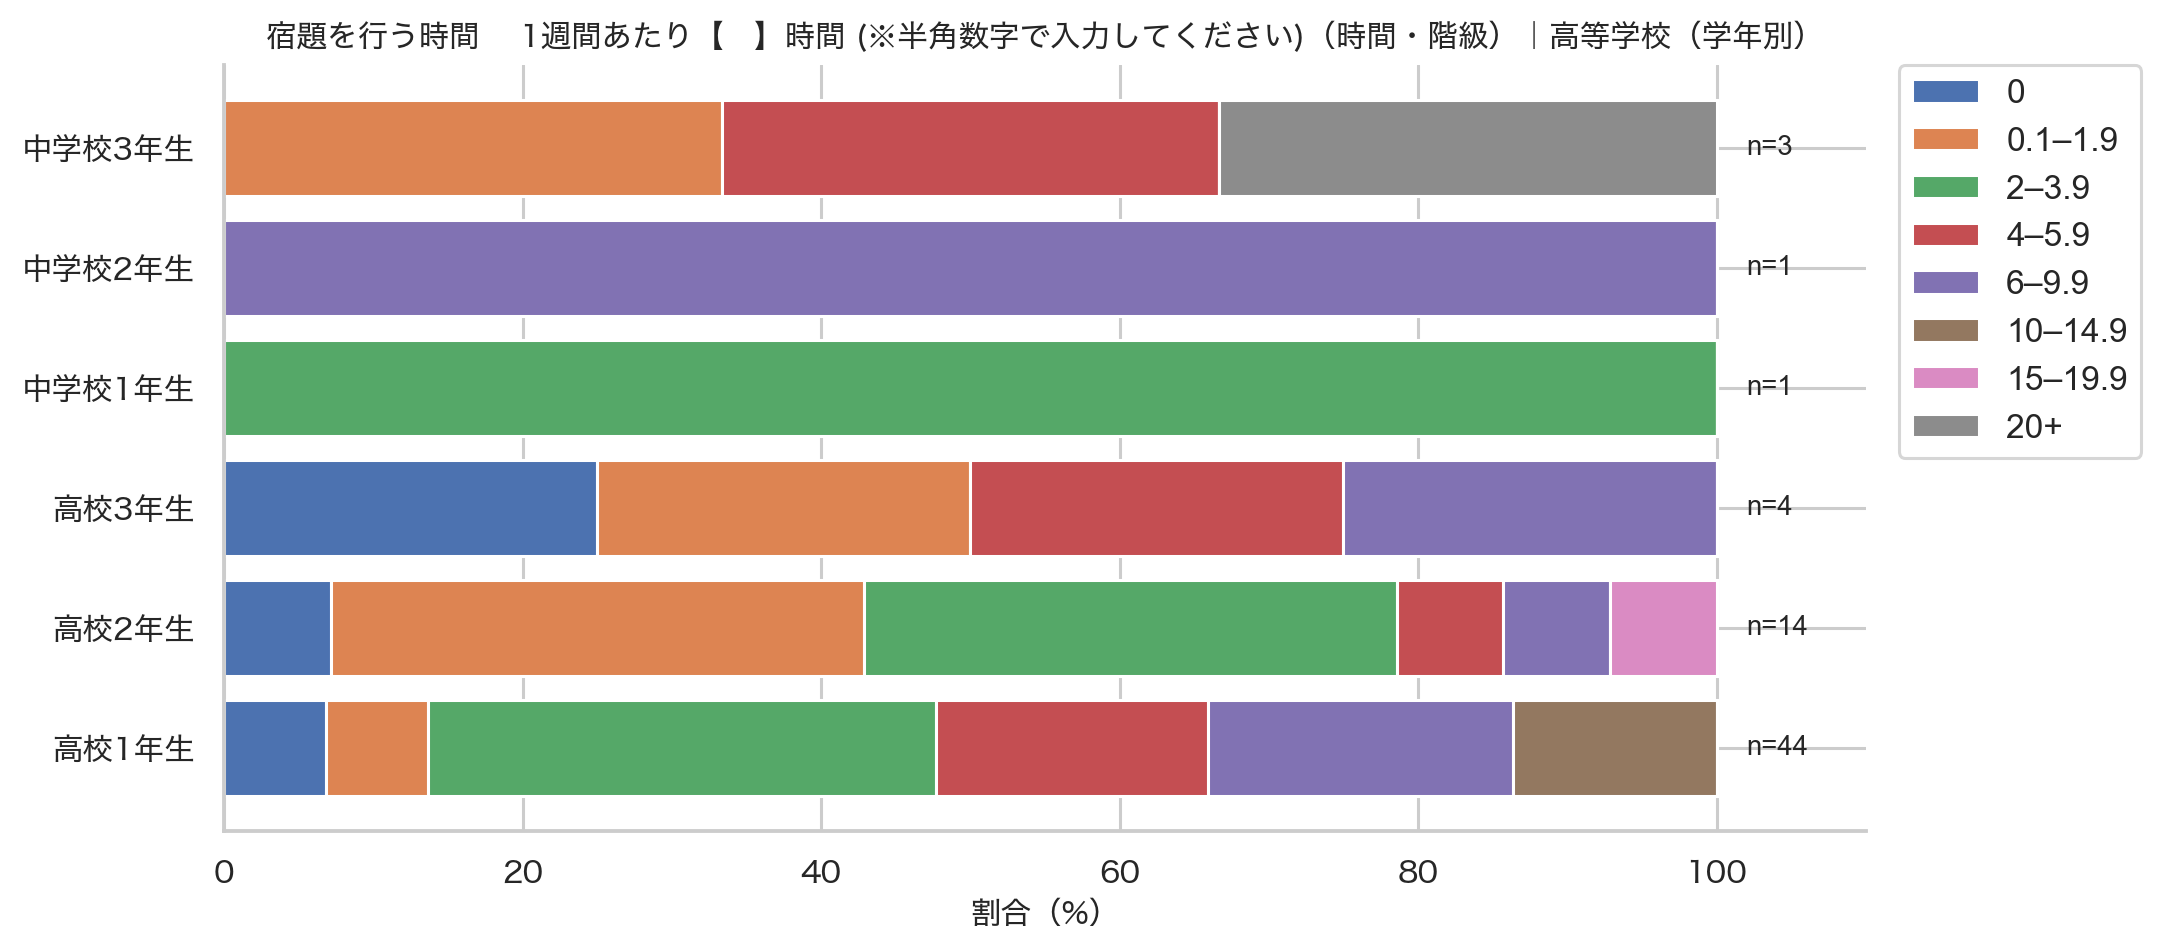 宿題を行う時間　1週間あたり【　】時間 (※半角数字で入力してください)（時間・階級）｜高等学校（学年別）
中学校3年生
n=3
中学校2年生
n=1
中学校1年生
n=1
高校3年生
n=4
高校2年生
n=14
高校1年生
n=44
0
20
40
60
80
100
割合（%）
0
0.1–1.9
2–3.9
4–5.9
6–9.9
10–14.9
15–19.9
20+